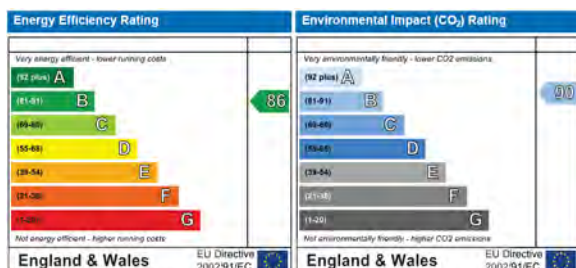 Energy Efficiency Rating
Very energy efficient - lower running costs
(92 plus) A
(81-91) B
86
(69-80) C
(55-68) D
(39-54) E
(21-38) F
(1-20) G
Not energy efficient - higher running costs
England & Wales
EU Directive
2002/91/EC
Environmental Impact (CO₂) Rating
Very environmentally friendly - lower CO2 emissions
(92 plus) A
(81-91) B
90
(69-80) C
(55-68) D
(39-54) E
(21-38) F
(1-20) G
Not environmentally friendly - higher CO2 emissions
England & Wales
EU Directive
2002/91/EC